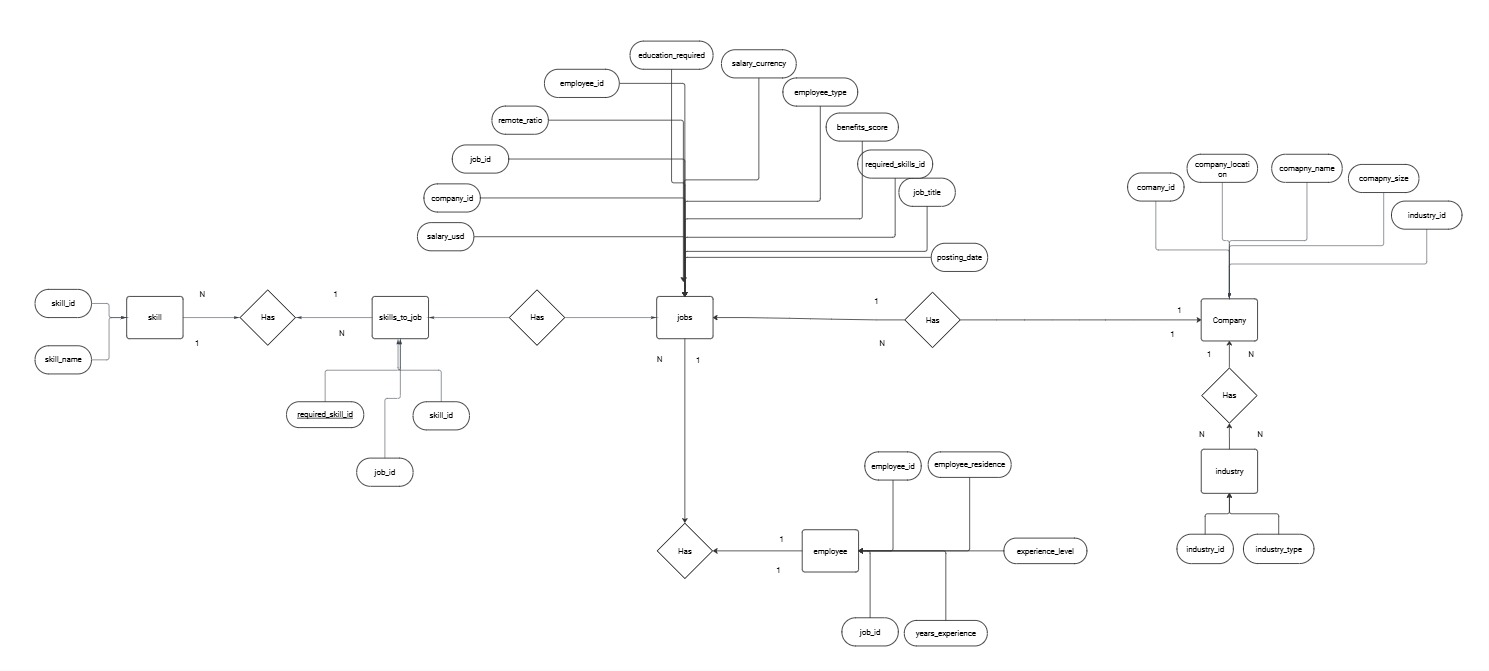 education_required
salary_currency
employee_id
employee_type
remote_ratio
benefits_score
job_id
required_skills_id
company_id
job_title
salary_usd
posting_date
comany_id
company_locati
on
comapny_name
comapny_size
industry_id
skill_id
skill_name
skill
N
1
Has
1
N
skills_to_job
Has
jobs
N
1
1
N
Has
1
1
Company
1
N
Has
N
N
industry
industry_id
industry_type
required_skill_id
skill_id
job_id
employee_id
employee_residence
Has
1
1
employee
experience_level
job_id
years_experience